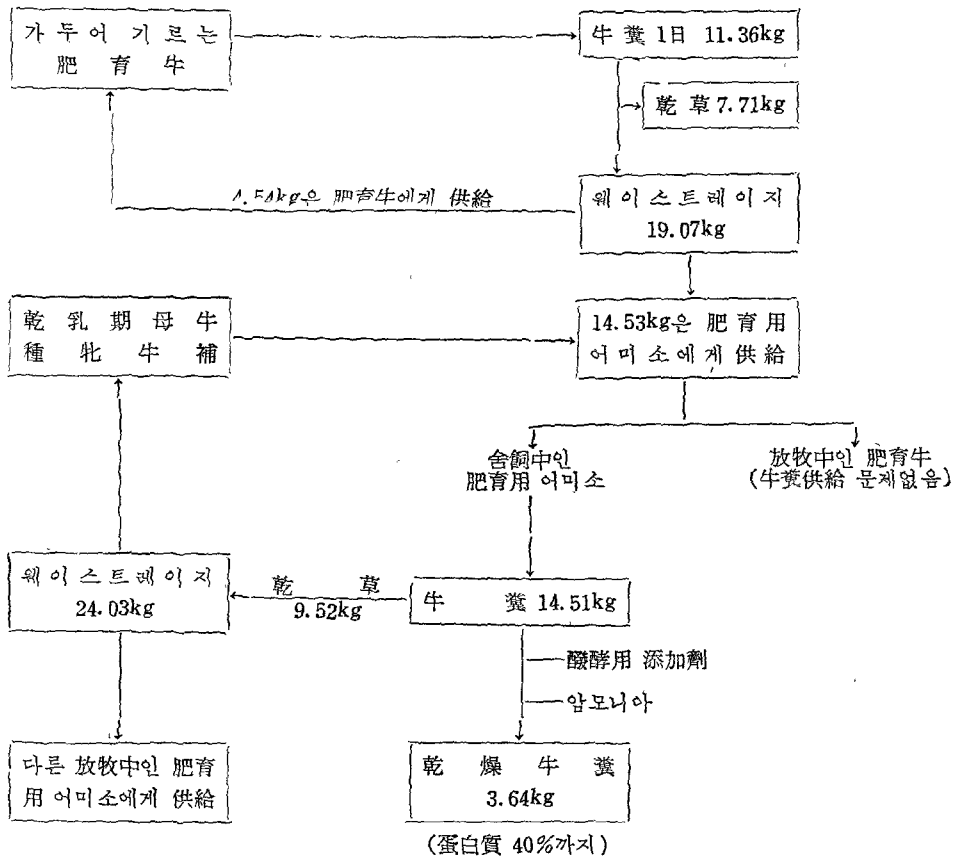 가두어 기르는
肥育牛
牛糞 1日 11.36kg
乾草 7.71kg
4.54kg은 肥育牛에게 供給
웨이스트레이지
19.07kg
乾乳期母牛
種牝牛補
14.53kg은 肥育用
어미소에게 供給
舍飼中인
肥育用 어미소
放牧中인 肥育牛
(牛糞供給 문제없음)
웨이스트레이지
24.03kg
乾草
9.52kg
牛糞 14.51kg
醱酵用 添加劑
암모니아
다른 放牧中인 肥育
用 어미소에게 供給
乾燥牛糞
3.64kg
(蛋白質 40%까지)